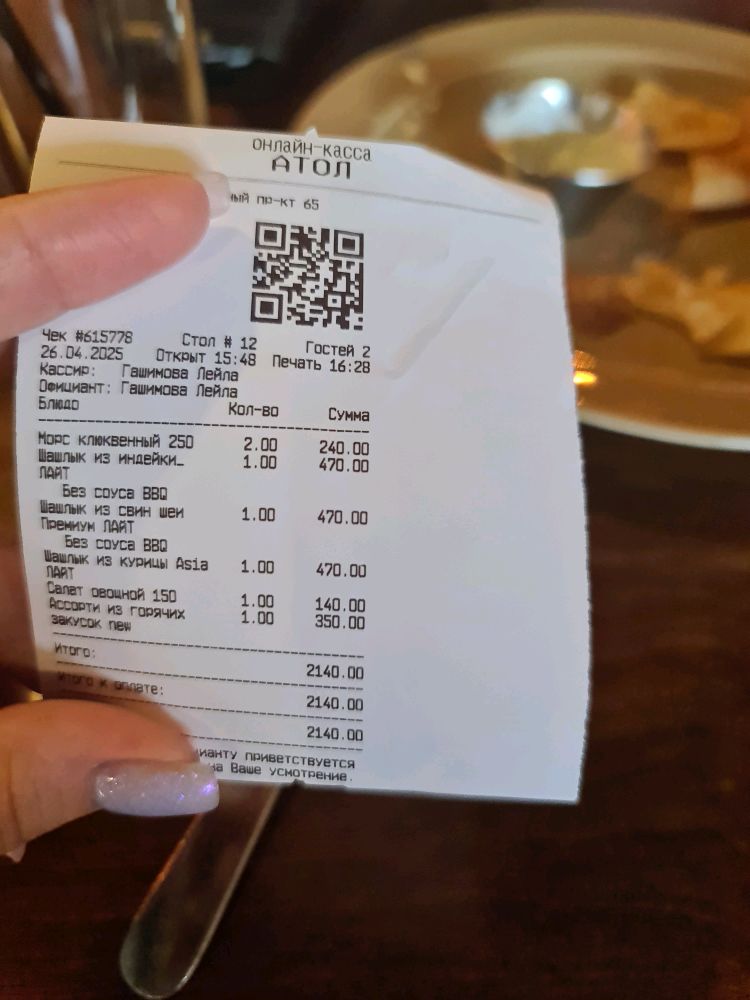 онлайн-касса
АТОЛ
пр-кт 65
Чек #615778 Стол # 12 Гостей 2
26.04.2025 Открыт 15:48 Печать 16:28
Кассир: Гашимова Лейла
Официант: Гашимова Лейла
Блюдо Кол-во Сумма
Морс клюквенный 250 2.00 240.00
Шашлык из индейки_ 1.00 470.00
ЛАЙТ
Без соуса BBQ
Шашлык из свин шеи 1.00 470.00
Премиум ЛАЙТ
Без соуса BBQ
Шашлык из курицы Asia 1.00 470.00
ЛАЙТ
Салат овощной 150 1.00 140.00
Ассорти из горячих 1.00 350.00
закусок new
Итого: 2140.00
Итого к оплате: 2140.00
2140.00
приветствуется
на Ваше усмотрение.